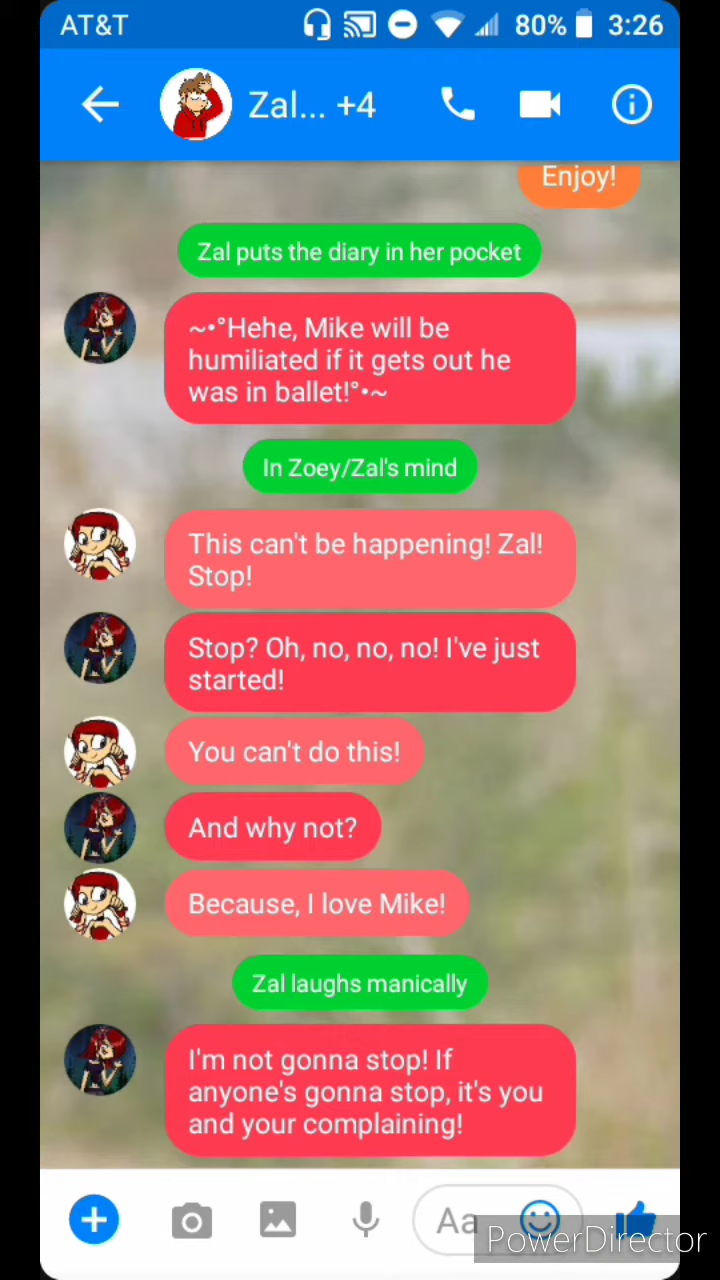 AT&T 80% 3:26
Zal... +4
Enjoy!
Zal puts the diary in her pocket
~•°Hehe, Mike will be
humiliated if it gets out he
was in ballet!°•~
In Zoey/Zal's mind
This can't be happening! Zal!
Stop!
Stop? Oh, no, no, no! I've just
started!
You can't do this!
And why not?
Because, I love Mike!
Zal laughs manically
I'm not gonna stop! If
anyone's gonna stop, it's you
and your complaining!
Aa
PowerDirector